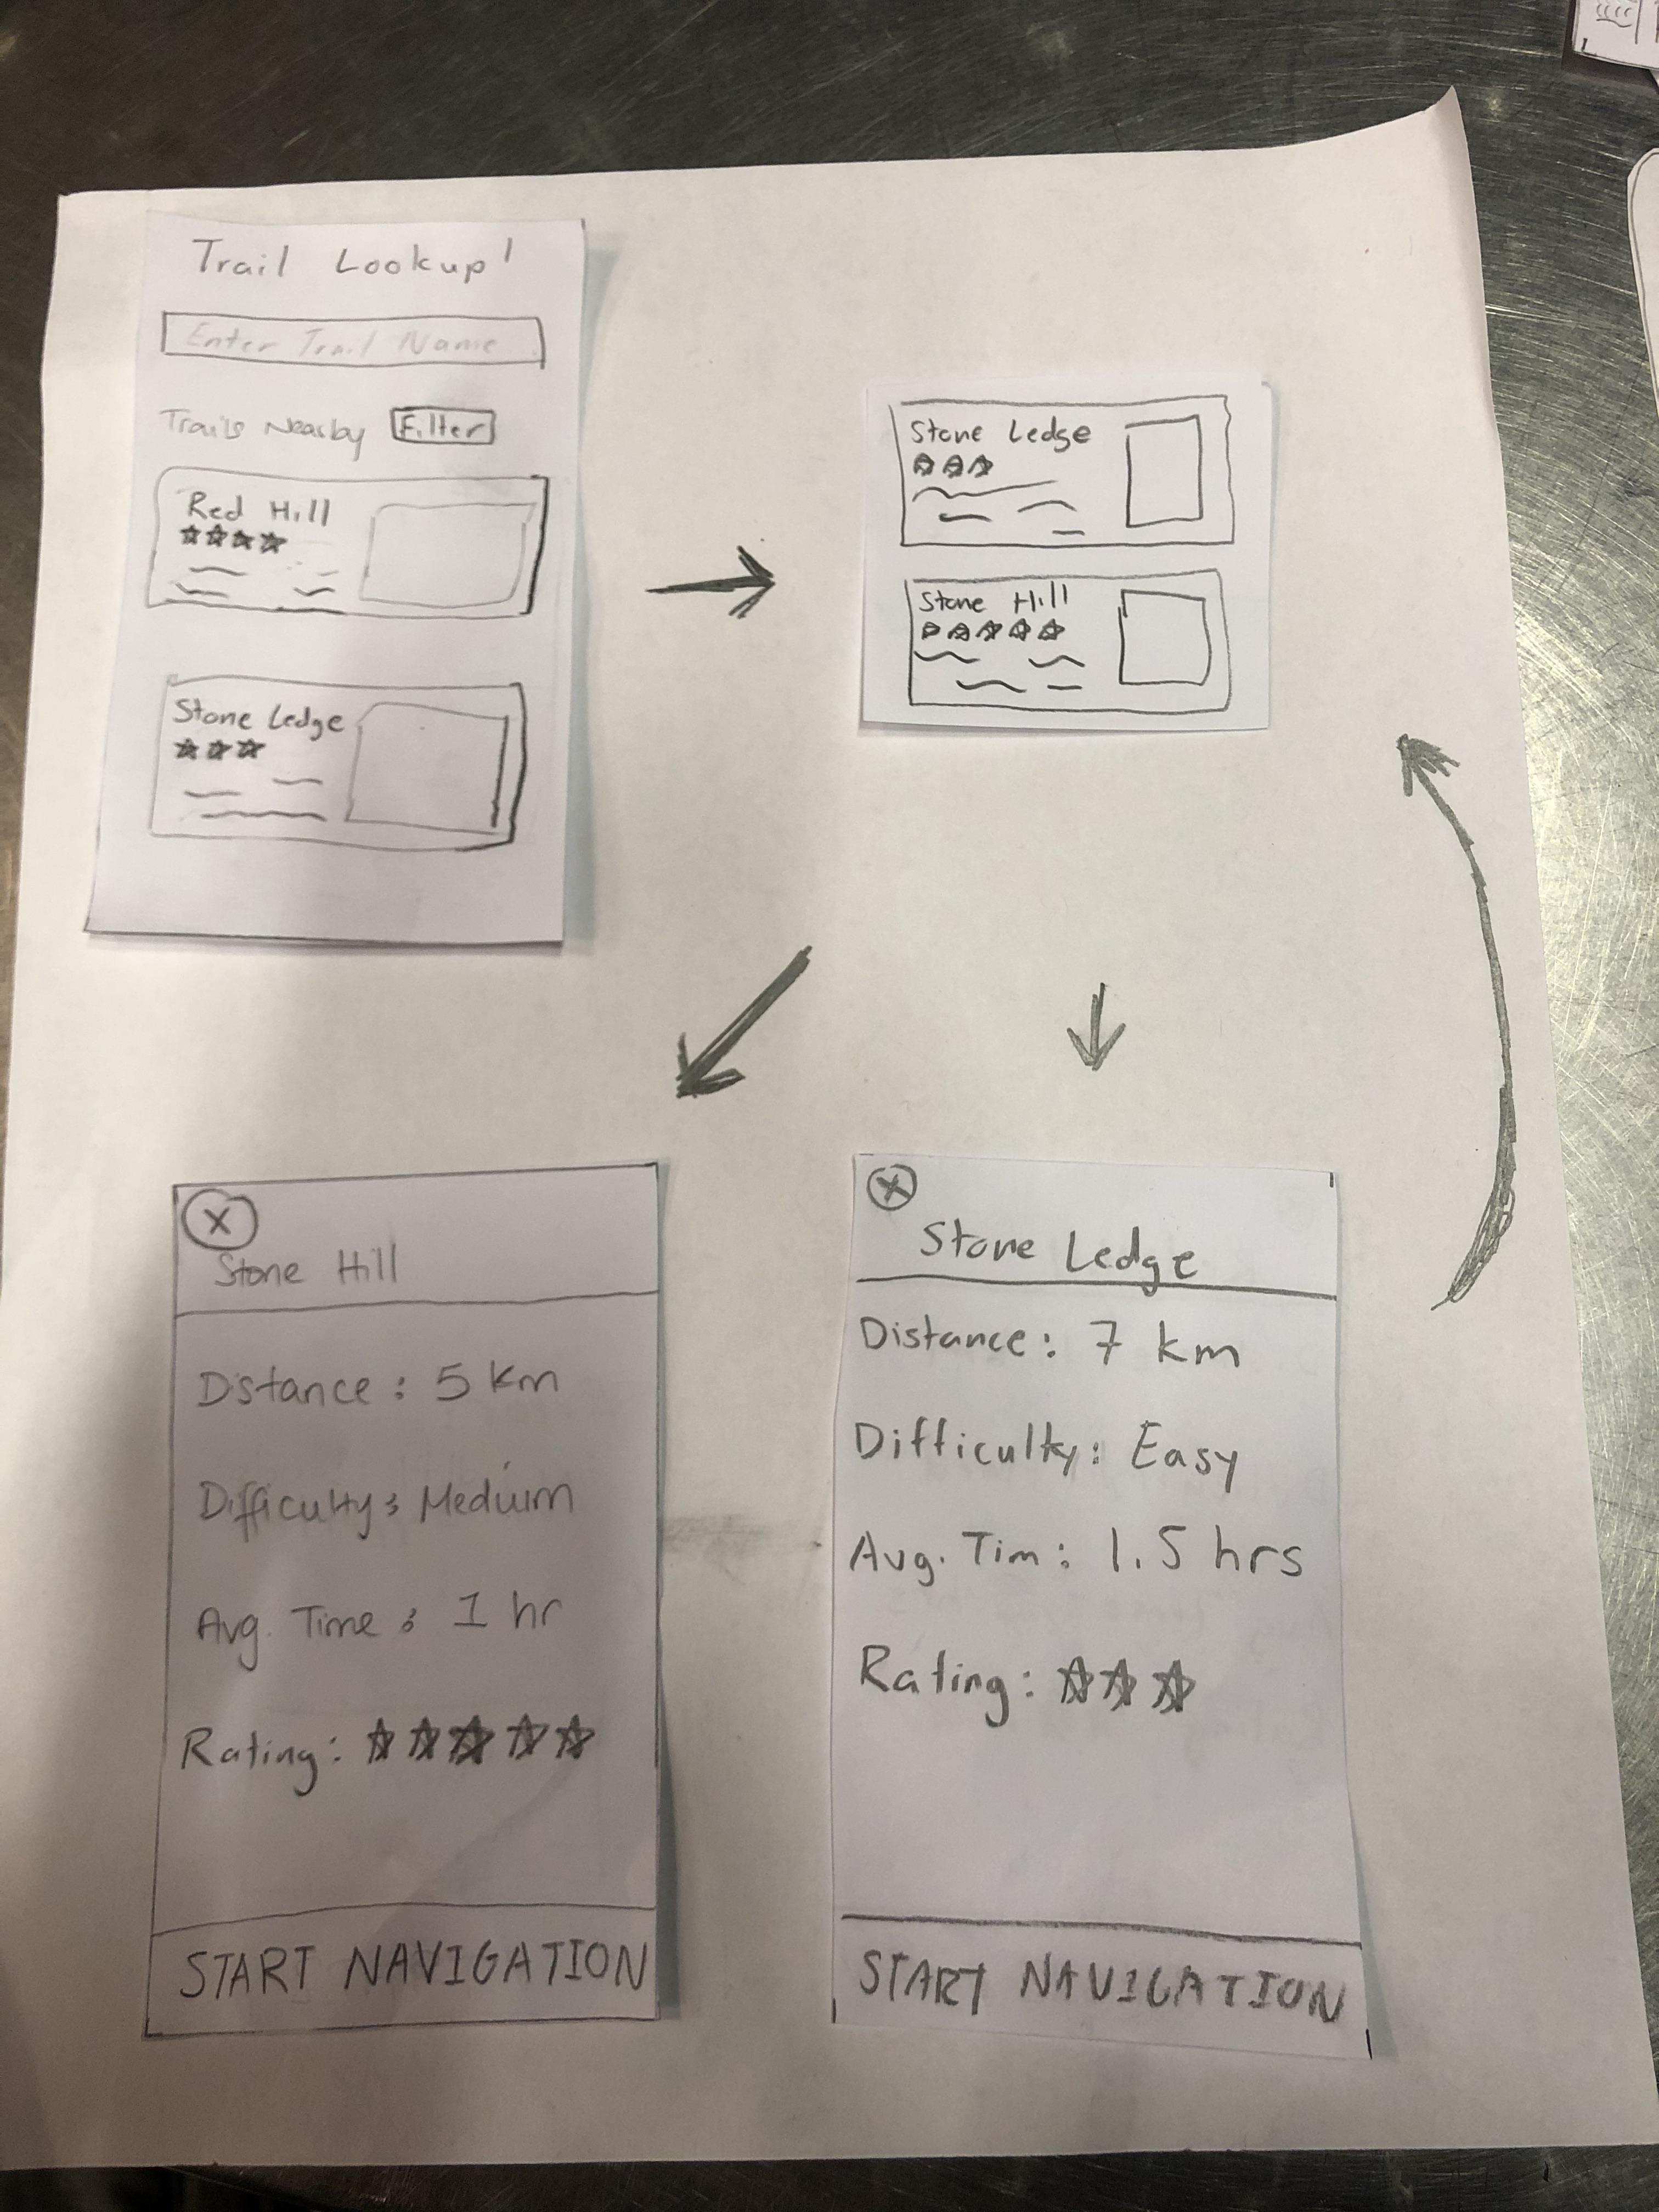 Trail Lookup!
Enter Trail Name
Trails Nearby Filter
Red Hill
Stone Ledge
Stone Ledge
Stone Hill
X
Stone Hill
Distance: 5 km
Difficulty: Medium
Avg. Time: 1 hr
Rating:
START NAVIGATION
X
Stone Ledge
Distance: 7 km
Difficulty: Easy
Avg. Tim: 1.5 hrs
Rating:
START NAVIGATION